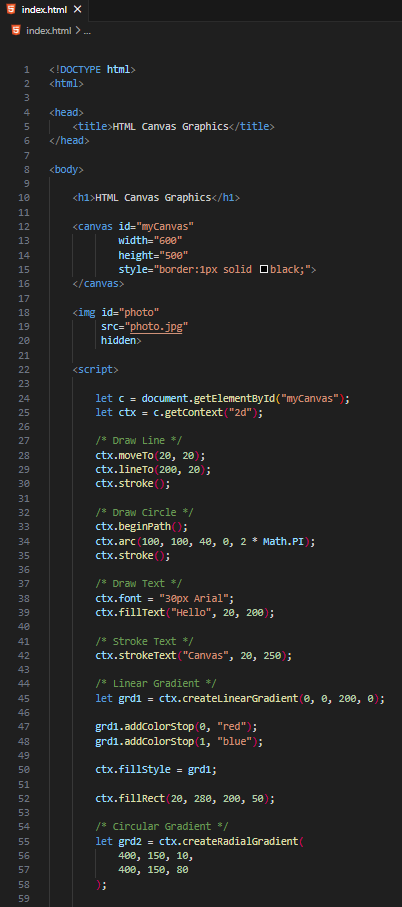 index.html
index.html > ...
1 <!DOCTYPE html>
2 <html>
3
4 <head>
5 <title>HTML Canvas Graphics</title>
6 </head>
7
8 <body>
9
10 <h1>HTML Canvas Graphics</h1>
11
12 <canvas id="myCanvas"
13 width="600"
14 height="500"
15 style="border:1px solid black;">
16 </canvas>
17
18 <img id="photo"
19 src="photo.jpg"
20 hidden>
21
22 <script>
23
24 let c = document.getElementById("myCanvas");
25 let ctx = c.getContext("2d");
26
27 /* Draw Line */
28 ctx.moveTo(20, 20);
29 ctx.lineTo(200, 20);
30 ctx.stroke();
31
32 /* Draw Circle */
33 ctx.beginPath();
34 ctx.arc(100, 100, 40, 0, 2 * Math.PI);
35 ctx.stroke();
36
37 /* Draw Text */
38 ctx.font = "30px Arial";
39 ctx.fillText("Hello", 20, 200);
40
41 /* Stroke Text */
42 ctx.strokeText("Canvas", 20, 250);
43
44 /* Linear Gradient */
45 let grd1 = ctx.createLinearGradient(0, 0, 200, 0);
46
47 grd1.addColorStop(0, "red");
48 grd1.addColorStop(1, "blue");
49
50 ctx.fillStyle = grd1;
51
52 ctx.fillRect(20, 280, 200, 50);
53
54 /* Circular Gradient */
55 let grd2 = ctx.createRadialGradient(
56 400, 150, 10,
57 400, 150, 80
58 );
59